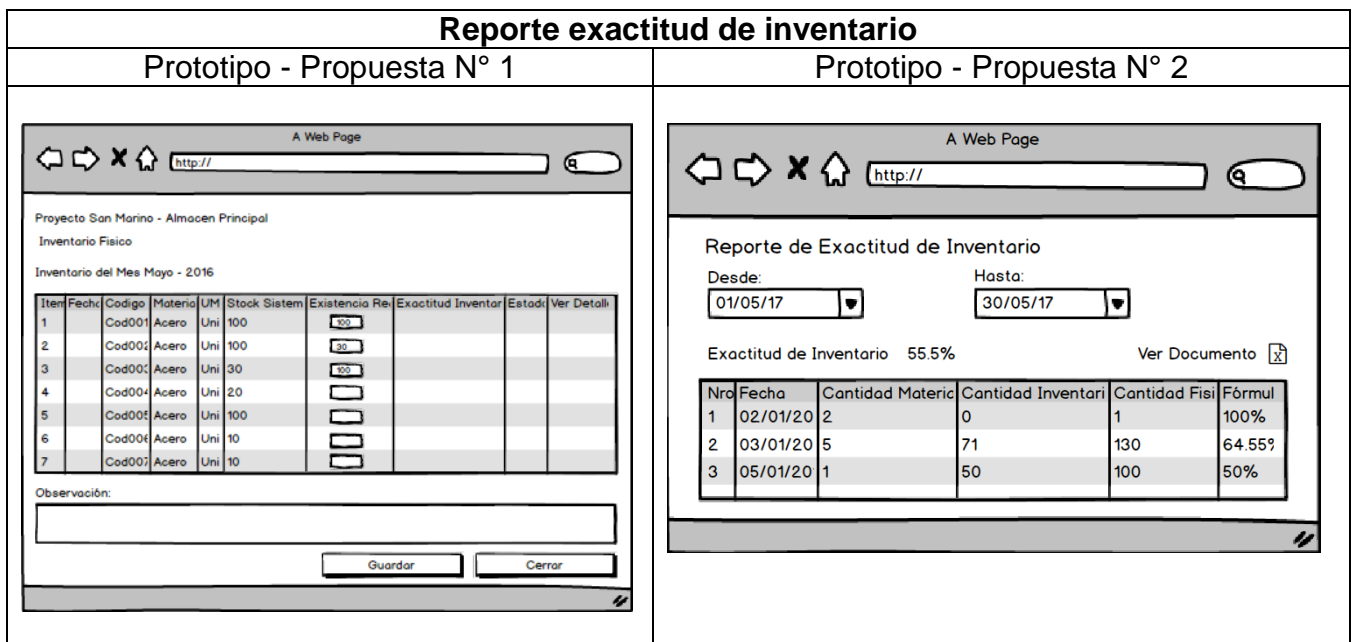 Reporte exactitud de inventario
Prototipo - Propuesta N° 1
Prototipo - Propuesta N° 2
A Web Page
http://
Proyecto San Marino - Almacen Principal
Inventario Fisico
Inventario del Mes Mayo - 2016
Item Fecha Codigo Materia UM Stock Sistem Existencia Re Exactitud Inventar Estado Ver Detall
1 Cod001 Acero Uni 100 100
2 Cod002 Acero Uni 100 30
3 Cod003 Acero Uni 30 100
4 Cod004 Acero Uni 20
5 Cod005 Acero Uni 100
6 Cod006 Acero Uni 10
7 Cod007 Acero Uni 10
Observación:
Guardar Cerrar
A Web Page
http://
Reporte de Exactitud de Inventario
Desde: Hasta:
01/05/17 30/05/17
Exactitud de Inventario 55.5% Ver Documento X
Nro Fecha Cantidad Materic Cantidad Inventari Cantidad Fisi Fórmul
1 02/01/20 2 0 1 100%
2 03/01/20 5 71 130 64.55%
3 05/01/20 1 50 100 50%